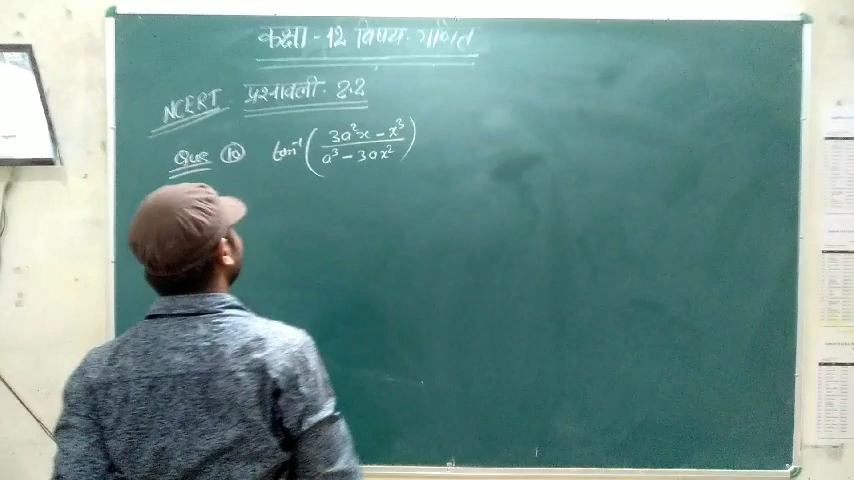 कक्षा - 12 विषय - गणित
NCERT प्रश्नावली - 2.2
Que 10 tan⁻¹ ( 3a²x - x³ / a³ - 3ax² )